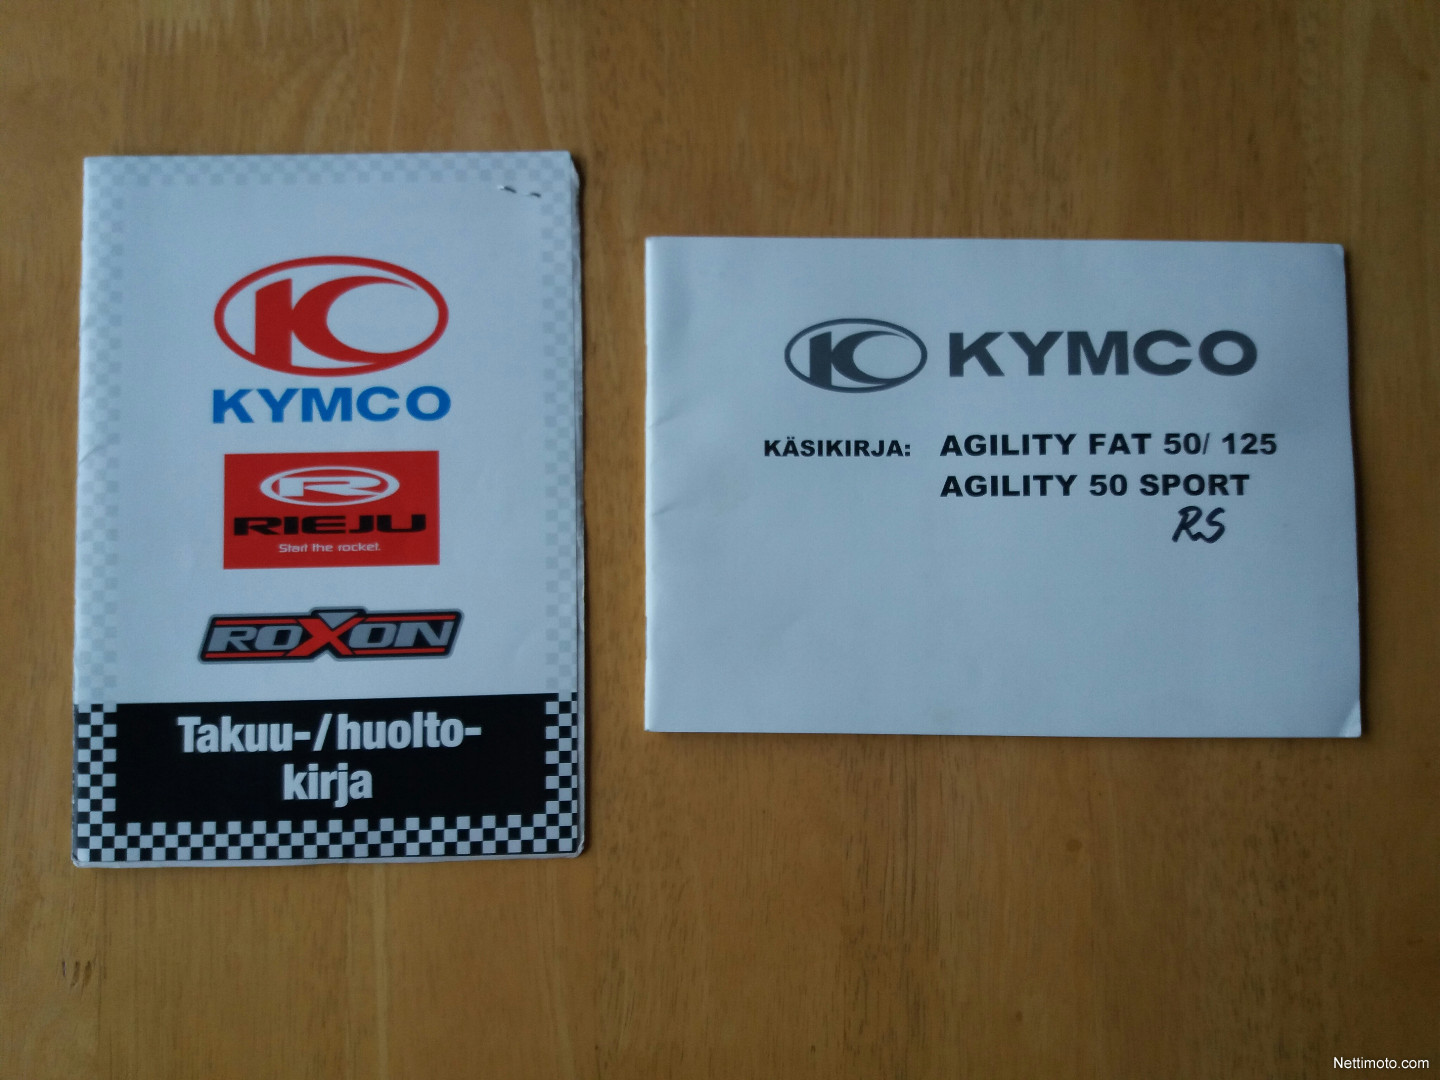 KYMCO
RIEJU
Start the rocket.
ROXON
Takuu-/huolto-
kirja
KYMCO
KÄSIKIRJA: AGILITY FAT 50/ 125
AGILITY 50 SPORT
RS
Nettimoto.com